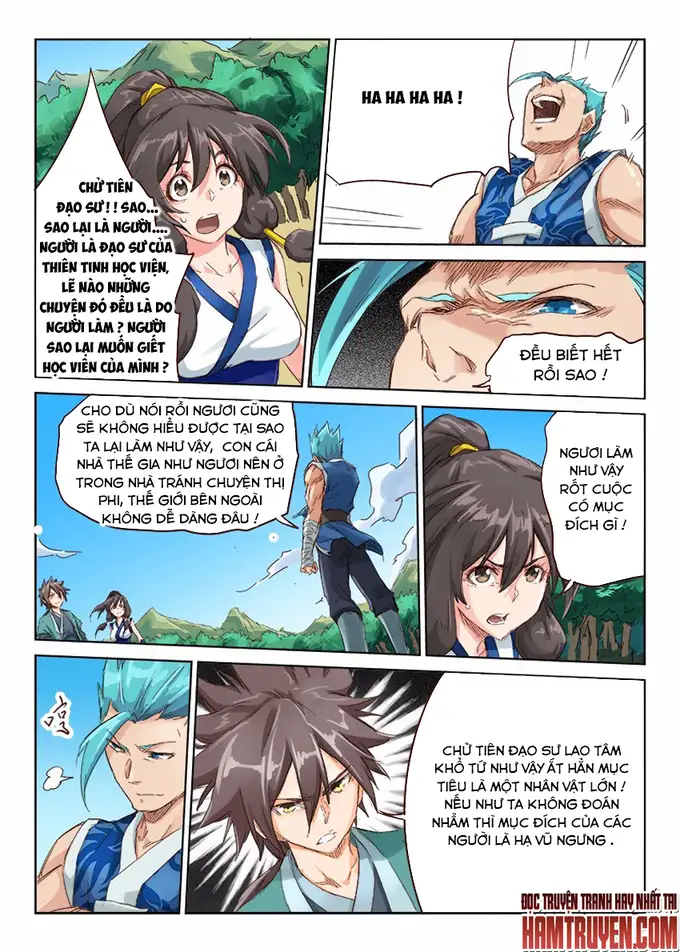 CHỬ TIÊN
ĐẠO SƯ ! ! SAO...
SAO LẠI LÀ NGƯỜI....
NGƯỜI LÀ ĐẠO SƯ CỦA
THIÊN TINH HỌC VIỆN,
LẼ NÀO NHỮNG
CHUYỆN ĐÓ ĐỀU LÀ DO
NGƯỜI LÀM ? NGƯỜI
SAO LẠI MUỐN GIẾT
HỌC VIÊN CỦA MÌNH ?
HA HA HA HA !
ĐỀU BIẾT HẾT
RỒI SAO !
CHO DÙ NÓI RỒI NGƯƠI CŨNG
SẼ KHÔNG HIỂU ĐƯỢC TẠI SAO
TA LẠI LÀM NHƯ VẬY, CON CÁI
NHÀ THẾ GIA NHƯ NGƯƠI NÊN Ở
TRONG NHÀ TRÁNH CHUYỆN THỊ
PHI, THẾ GIỚI BÊN NGOÀI
KHÔNG DỄ DÀNG ĐÂU !
NGƯƠI LÀM
NHƯ VẬY
RỐT CUỘC
CÓ MỤC
ĐÍCH GÌ !
哼
CHỬ TIÊN ĐẠO SƯ LAO TÂM
KHỔ TỨ NHƯ VẬY ẮT HẲN MỤC
TIÊU LÀ MỘT NHÂN VẬT LỚN !
NẾU NHƯ TA KHÔNG ĐOÁN
NHẦM THÌ MỤC ĐÍCH CỦA CÁC
NGƯỜI LÀ HẠ VŨ NGƯNG .
ĐỌC TRUYỆN TRANH HAY NHẤT TẠI
HAMTRUYEN.COM